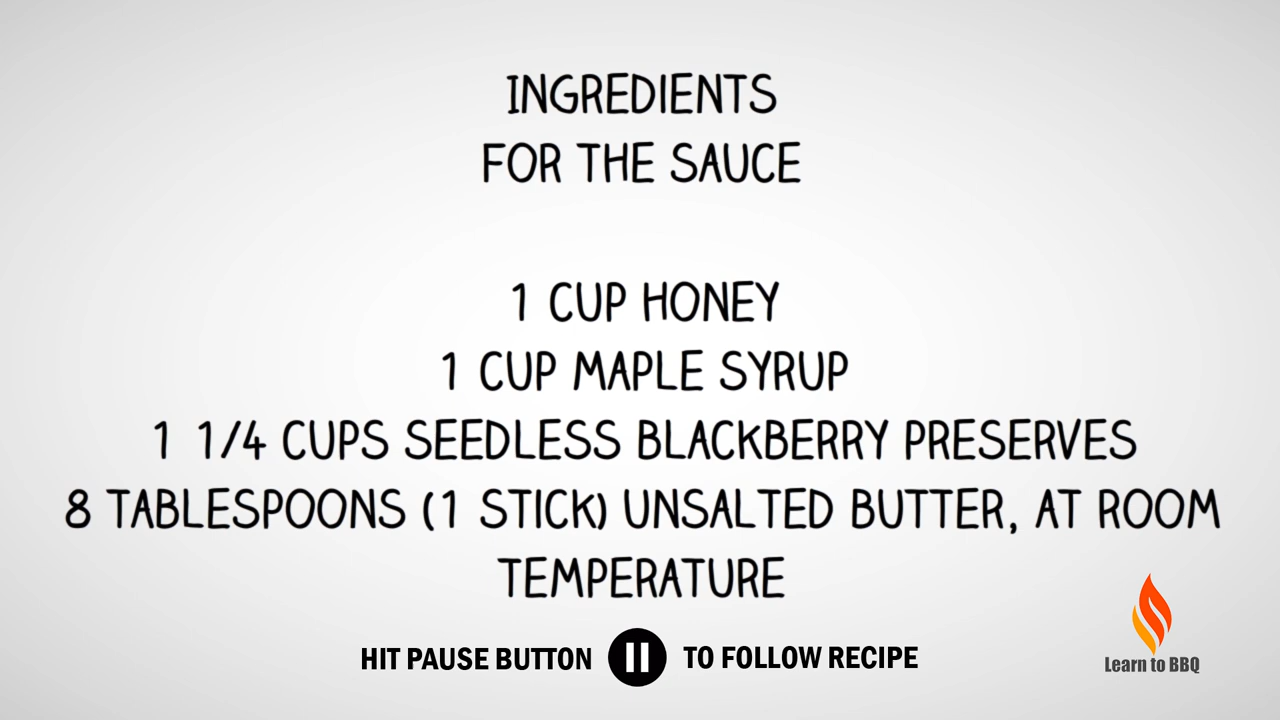 INGREDIENTS
FOR THE SAUCE
1 CUP HONEY
1 CUP MAPLE SYRUP
1 1/4 CUPS SEEDLESS BLACKBERRY PRESERVES
8 TABLESPOONS (1 STICK) UNSALTED BUTTER, AT ROOM
TEMPERATURE
HIT PAUSE BUTTON TO FOLLOW RECIPE
Learn to BBQ